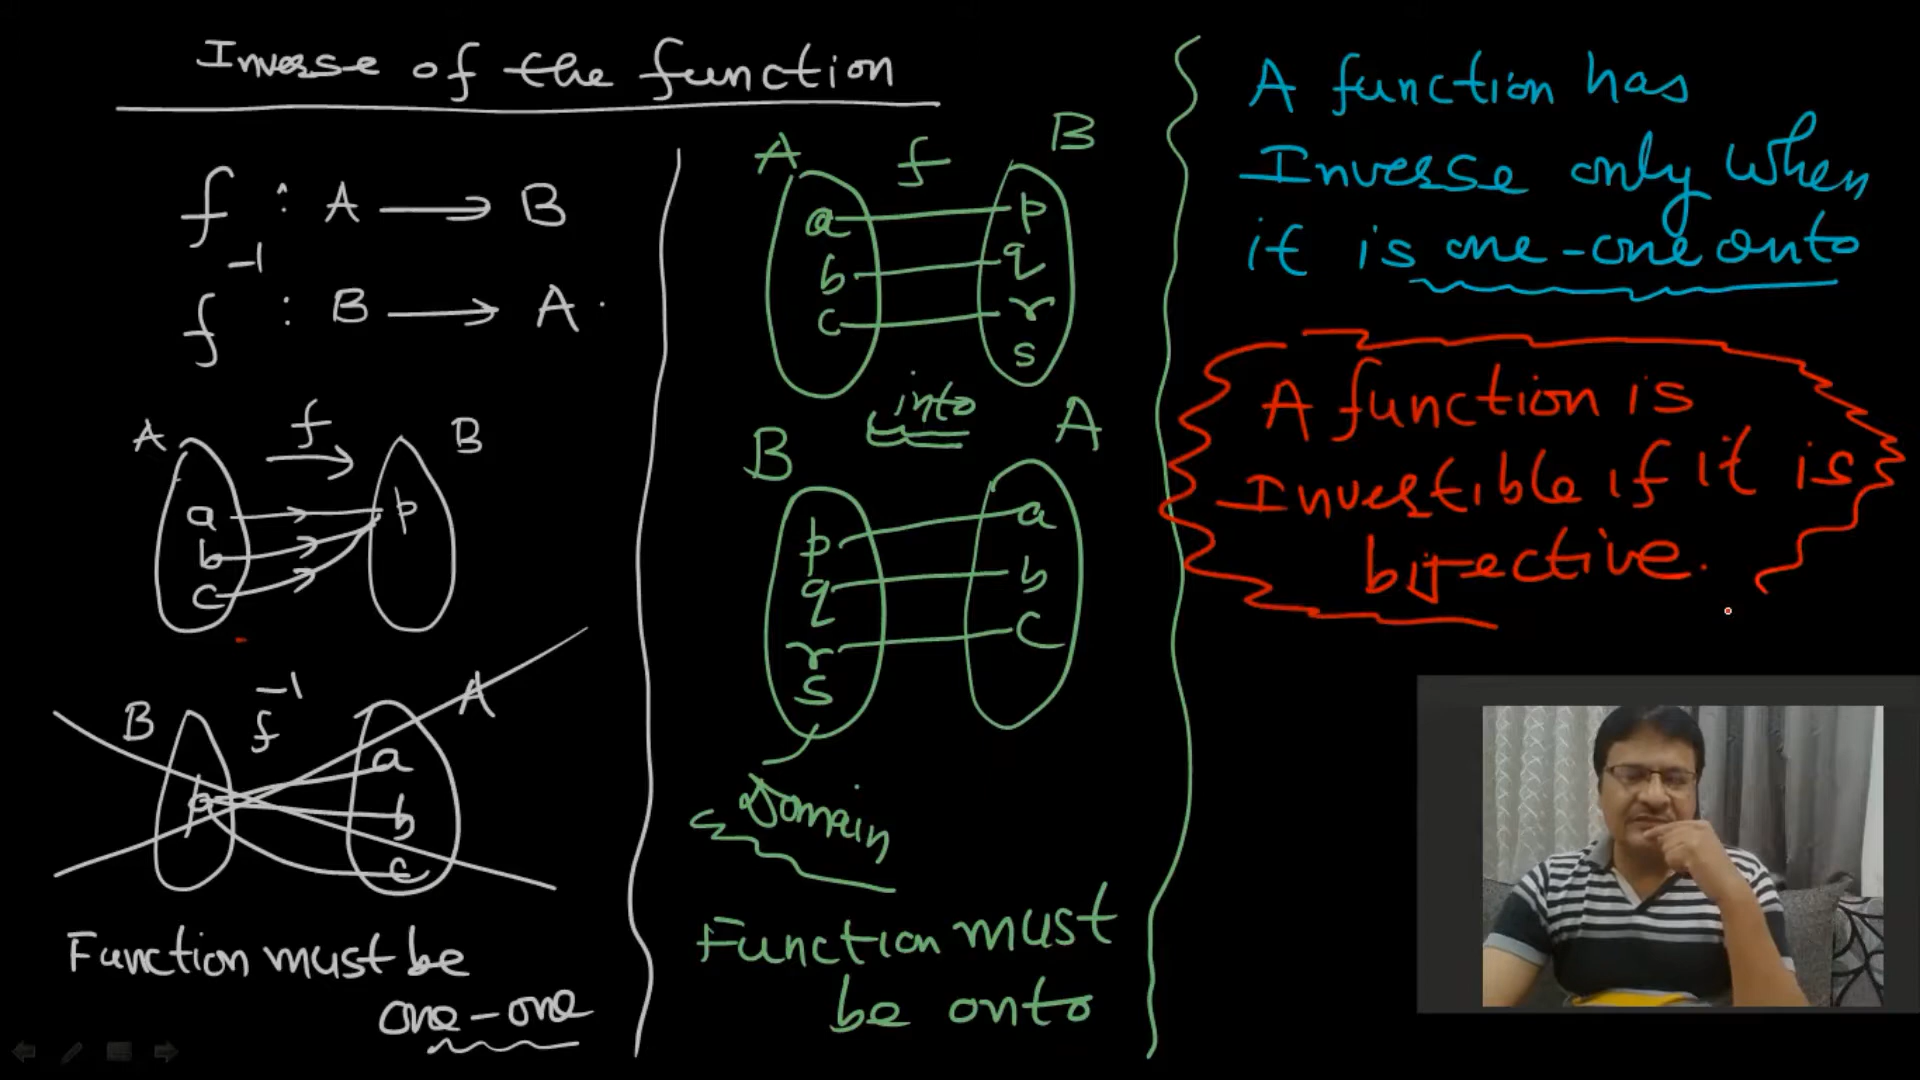 Inverse of the function
f : A → B
f⁻¹ : B → A .
A f B
a p
b
c
B f⁻¹ A
p a
b
c
Function must be
one-one
A f B
a p
b q
c r
s
into
B A
p a
q b
r c
s
Domain
Function must
be onto
A function has
Inverse only when
it is one-one onto
A function is
Invertible if it is
bijective.